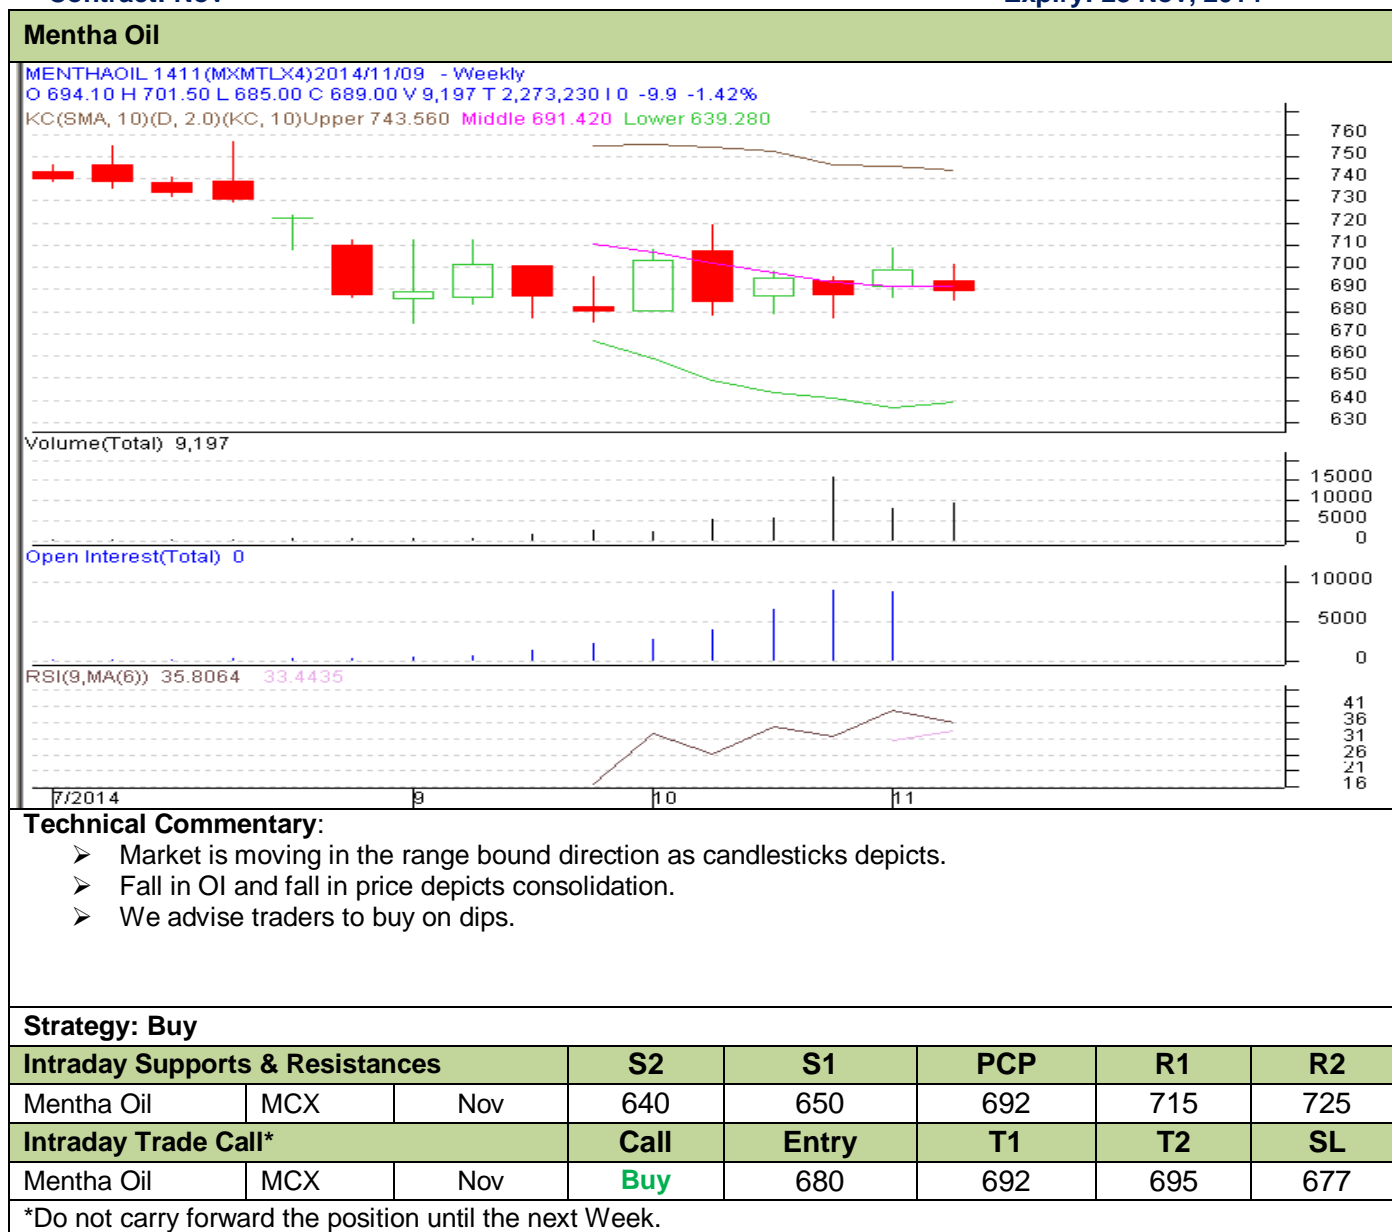 Mentha Oil
MENTHAOIL 1411(MXMTLX4)2014/11/09 - Weekly
O 694.10 H 701.50 L 685.00 C 689.00 V 9,197 T 2,273,230 I 0 -9.9 -1.42%
KC(SMA, 10)(D, 2.0)(KC, 10)Upper 743.560 Middle 691.420 Lower 639.280
760
750
740
730
720
710
700
690
680
670
660
650
640
630
Volume(Total) 9,197
15000
10000
5000
0
Open Interest(Total) 0
10000
5000
0
RSI(9,MA(6)) 35.8064 33.4435
41
36
31
26
21
16
7/2014 9 10 11
Technical Commentary:
➢ Market is moving in the range bound direction as candlesticks depicts.
➢ Fall in OI and fall in price depicts consolidation.
➢ We advise traders to buy on dips.
Strategy: Buy
Intraday Supports & Resistances S2 S1 PCP R1 R2
Mentha Oil MCX Nov 640 650 692 715 725
Intraday Trade Call* Call Entry T1 T2 SL
Mentha Oil MCX Nov Buy 680 692 695 677
*Do not carry forward the position until the next Week.